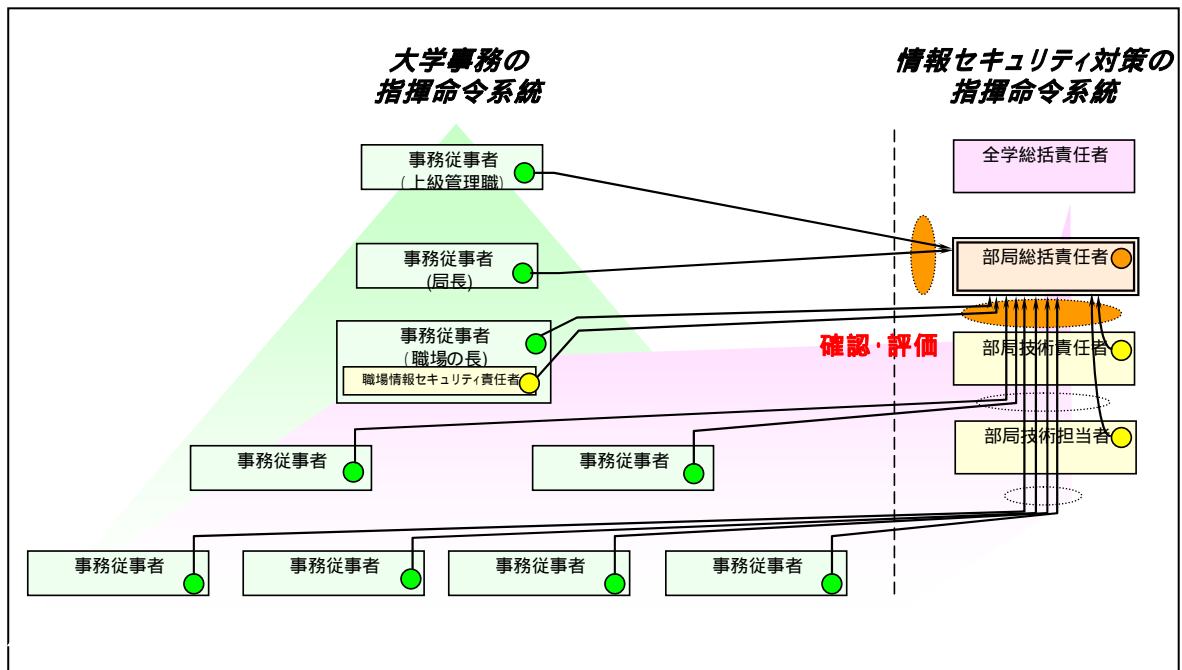 大学事務の
指揮命令系統
情報セキュリティ対策の
指揮命令系統
事務従事者
(上級管理職)
全学総括責任者
事務従事者
(局長)
部局総括責任者
事務従事者
(職場の長)
職場情報セキュリティ責任者
確認・評価
部局技術責任者
部局技術担当者
事務従事者
事務従事者
事務従事者
事務従事者
事務従事者
事務従事者